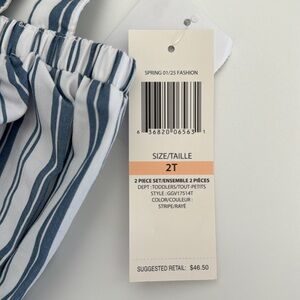 SPRING 01/25 FASHION
6 36820 06563 1
SIZE/TAILLE
2T
2 PIECE SET/ENSEMBLE 2 PIÈCES
DEPT :TODDLERS/TOUT-PETITS
STYLE : GGV17514T
COLOR/COULEUR :
STRIPE/RAYÉ
SUGGESTED RETAIL: $46.50